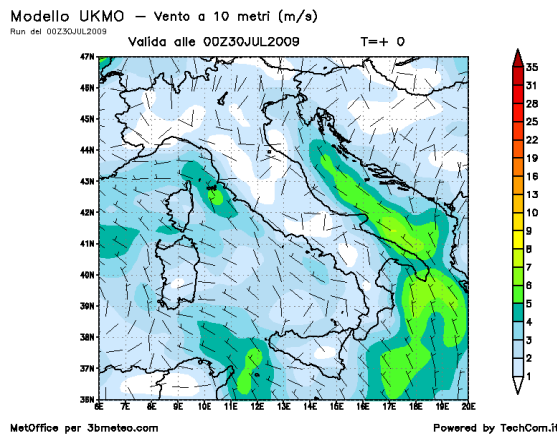 Modello UKMO – Vento a 10 metri (m/s)
Run del 00Z30JUL2009
Valida alle 00Z30JUL2009 T=+ 0
47N
46N
45N
44N
43N
42N
41N
40N
39N
38N
37N
36N
6E 7E 8E 9E 10E 11E 12E 13E 14E 15E 16E 17E 18E 19E 20E
35
31
28
25
22
19
16
13
10
9
8
7
6
5
4
3
2
1
MetOffice per 3bmeteo.com Powered by TechCom.it